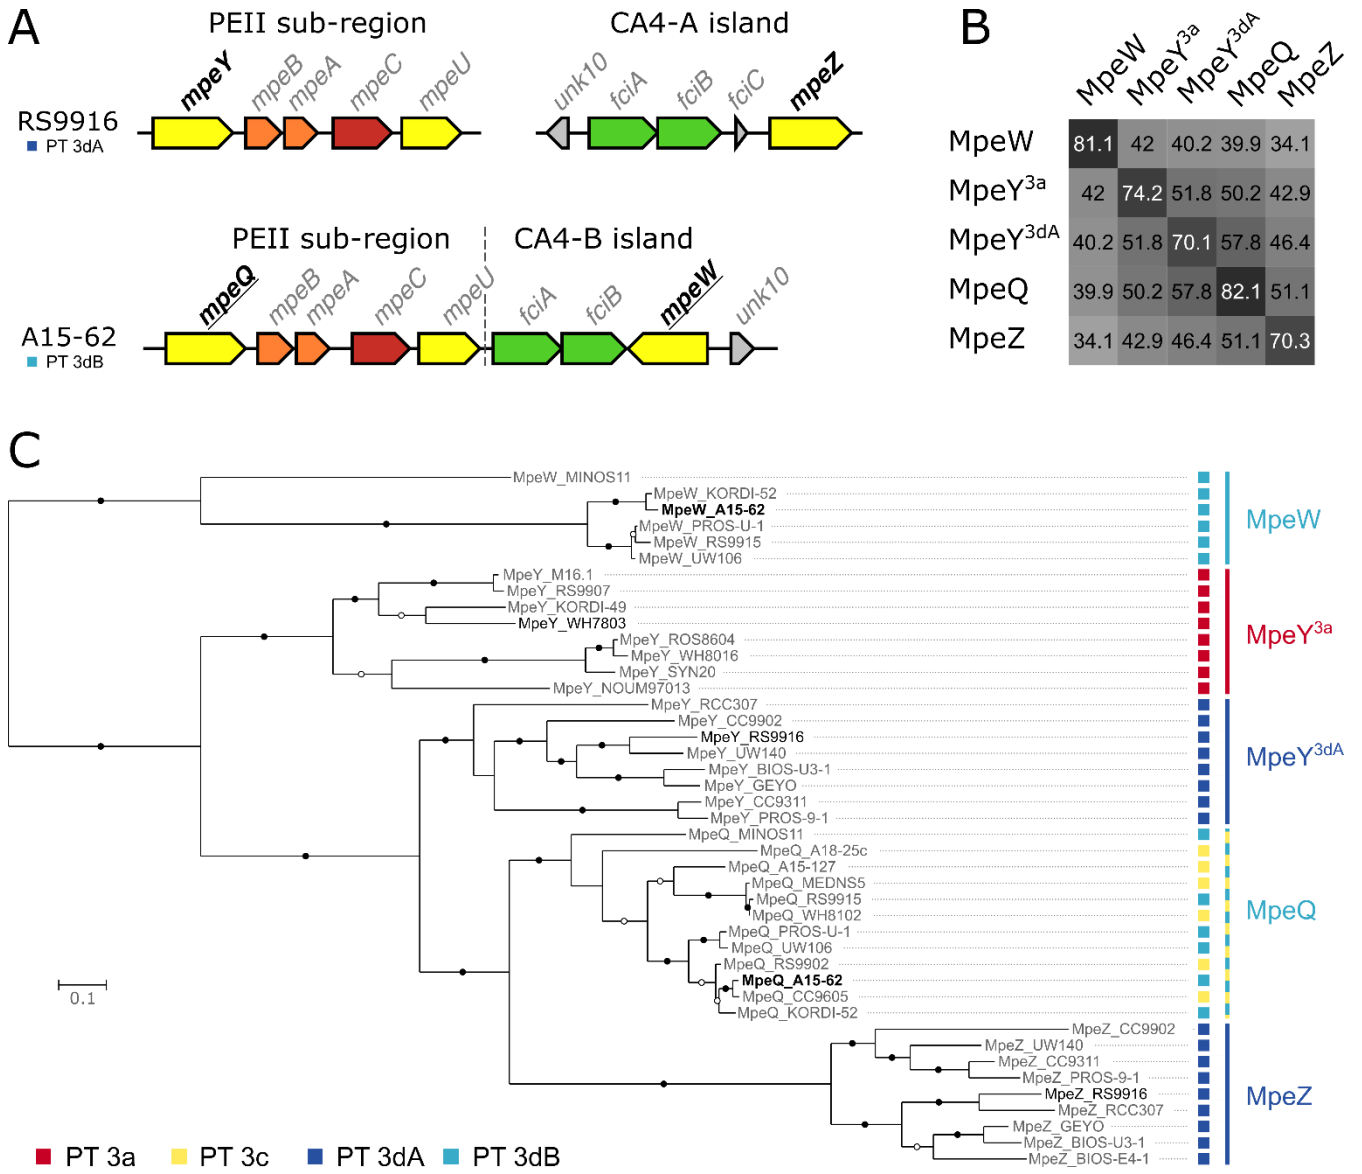 A
PEII sub-region
CA4-A island
mpeY
mpeB
mpeA
mpeC
mpeU
unk10
fciA
fciB
fciC
mpeZ
RS9916
PT 3dA
PEII sub-region
CA4-B island
mpeQ
mpeB
mpeA
mpeC
mpeU
fciA
fciB
mpeW
unk10
A15-62
PT 3dB
B
MpeW
MpeY3a
MpeY3dA
MpeQ
MpeZ
MpeW 81.1 42 40.2 39.9 34.1
MpeY3a 42 74.2 51.8 50.2 42.9
MpeY3dA 40.2 51.8 70.1 57.8 46.4
MpeQ 39.9 50.2 57.8 82.1 51.1
MpeZ 34.1 42.9 46.4 51.1 70.3
C
MpeW_MINOS11
MpeW_KORDI-52
MpeW_A15-62
MpeW_PROS-U-1
MpeW_RS9915
MpeW_UW106
MpeW
MpeY_M16.1
MpeY_RS9907
MpeY_KORDI-49
MpeY_WH7803
MpeY_ROS8604
MpeY_WH8016
MpeY_SYN20
MpeY_NOUM97013
MpeY3a
MpeY_RCC307
MpeY_CC9902
MpeY_RS9916
MpeY_UW140
MpeY_BIOS-U3-1
MpeY_GEYO
MpeY_CC9311
MpeY_PROS-9-1
MpeY3dA
MpeQ_MINOS11
MpeQ_A18-25c
MpeQ_A15-127
MpeQ_MEDNS5
MpeQ_RS9915
MpeQ_WH8102
MpeQ_PROS-U-1
MpeQ_UW106
MpeQ_RS9902
MpeQ_A15-62
MpeQ_CC9605
MpeQ_KORDI-52
MpeQ
MpeZ_CC9902
MpeZ_UW140
MpeZ_CC9311
MpeZ_PROS-9-1
MpeZ_RS9916
MpeZ_RCC307
MpeZ_GEYO
MpeZ_BIOS-U3-1
MpeZ_BIOS-E4-1
MpeZ
0.1
PT 3a
PT 3c
PT 3dA
PT 3dB